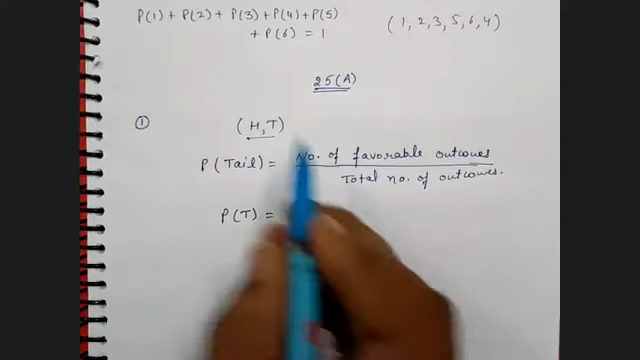 P(1) + P(2) + P(3) + P(4) + P(5)
+ P(6) = 1
(1, 2, 3, 5, 6, 4)
25(A)
①
(H, T)
P(Tail) = No. of favorable outcomes
Total no. of outcomes.
P(T) =